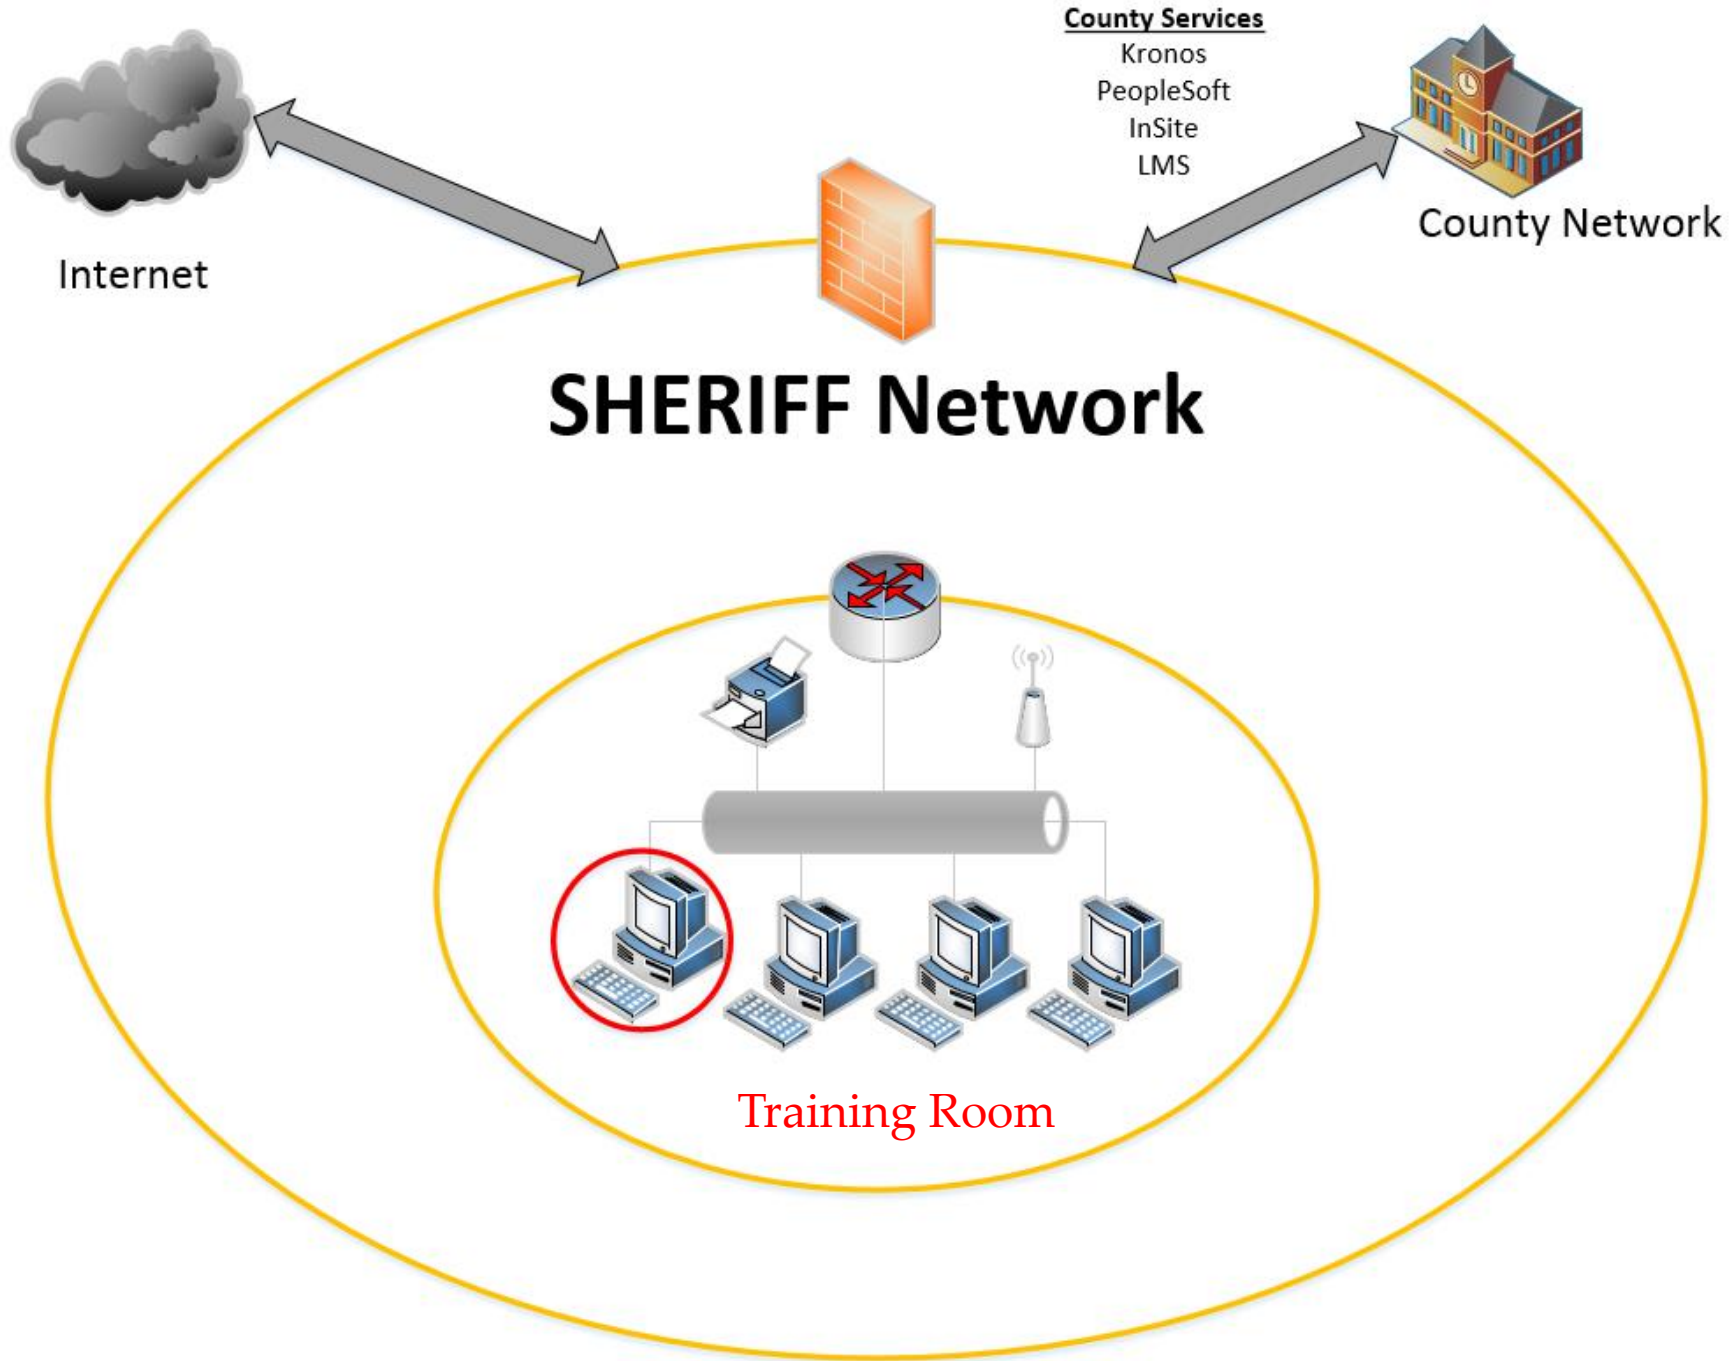 County Services
Kronos
PeopleSoft
InSite
LMS
County Network
Internet
SHERIFF Network
Training Room